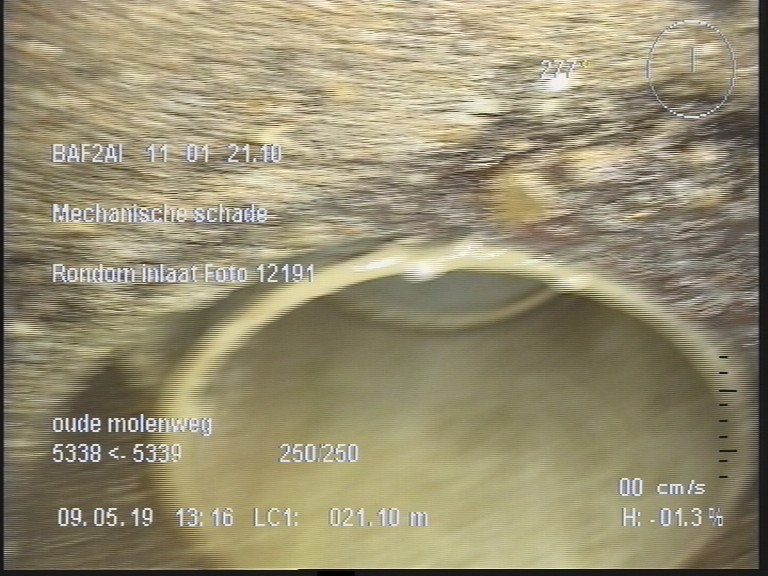 277°
BAF2AI 11 01 21.10
Mechanische schade
Rondom inlaat Foto 12191
oude molenweg
5338 <- 5339 250/250
00 cm/s
09.05.19 13:16 LC1: 021.10 m H: -01.3 %